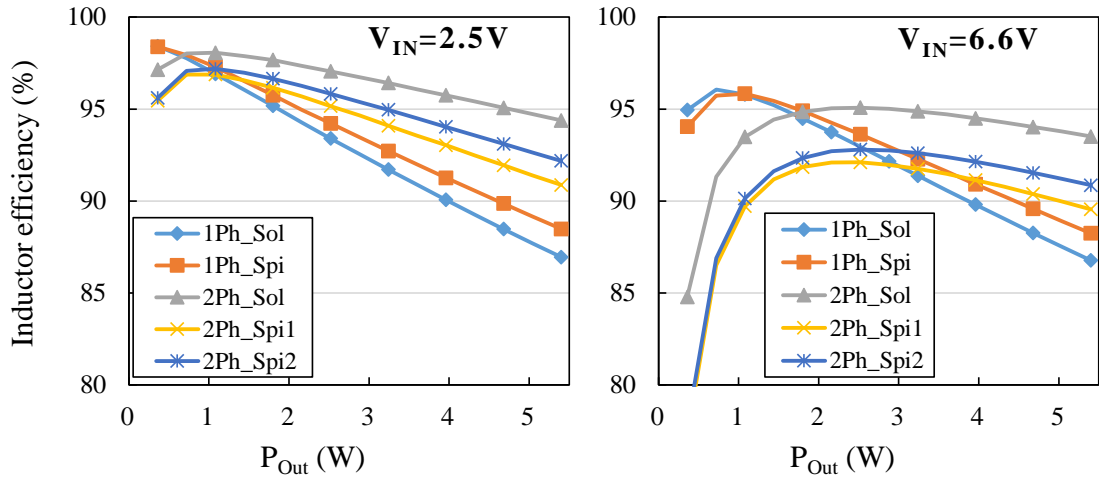 V_IN=2.5V
Inductor efficiency (%)
100
95
90
85
80
1Ph_Sol
1Ph_Spi
2Ph_Sol
2Ph_Spi1
2Ph_Spi2
0
1
2
3
4
5
P_Out (W)
V_IN=6.6V
100
95
90
85
80
1Ph_Sol
1Ph_Spi
2Ph_Sol
2Ph_Spi1
2Ph_Spi2
0
1
2
3
4
5
P_Out (W)